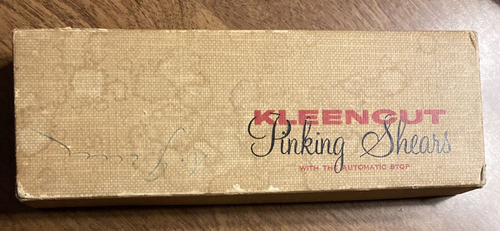 KLEENCUT
Pinking Shears
WITH THE AUTOMATIC STOP